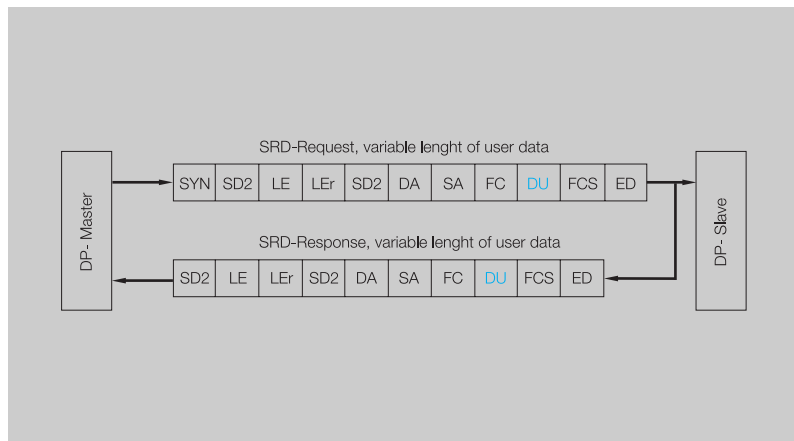 SRD-Request, variable lenght of user data
SYN SD2 LE LEr SD2 DA SA FC DU FCS ED
DP- Master
DP- Slave
SRD-Response, variable lenght of user data
SD2 LE LEr SD2 DA SA FC DU FCS ED